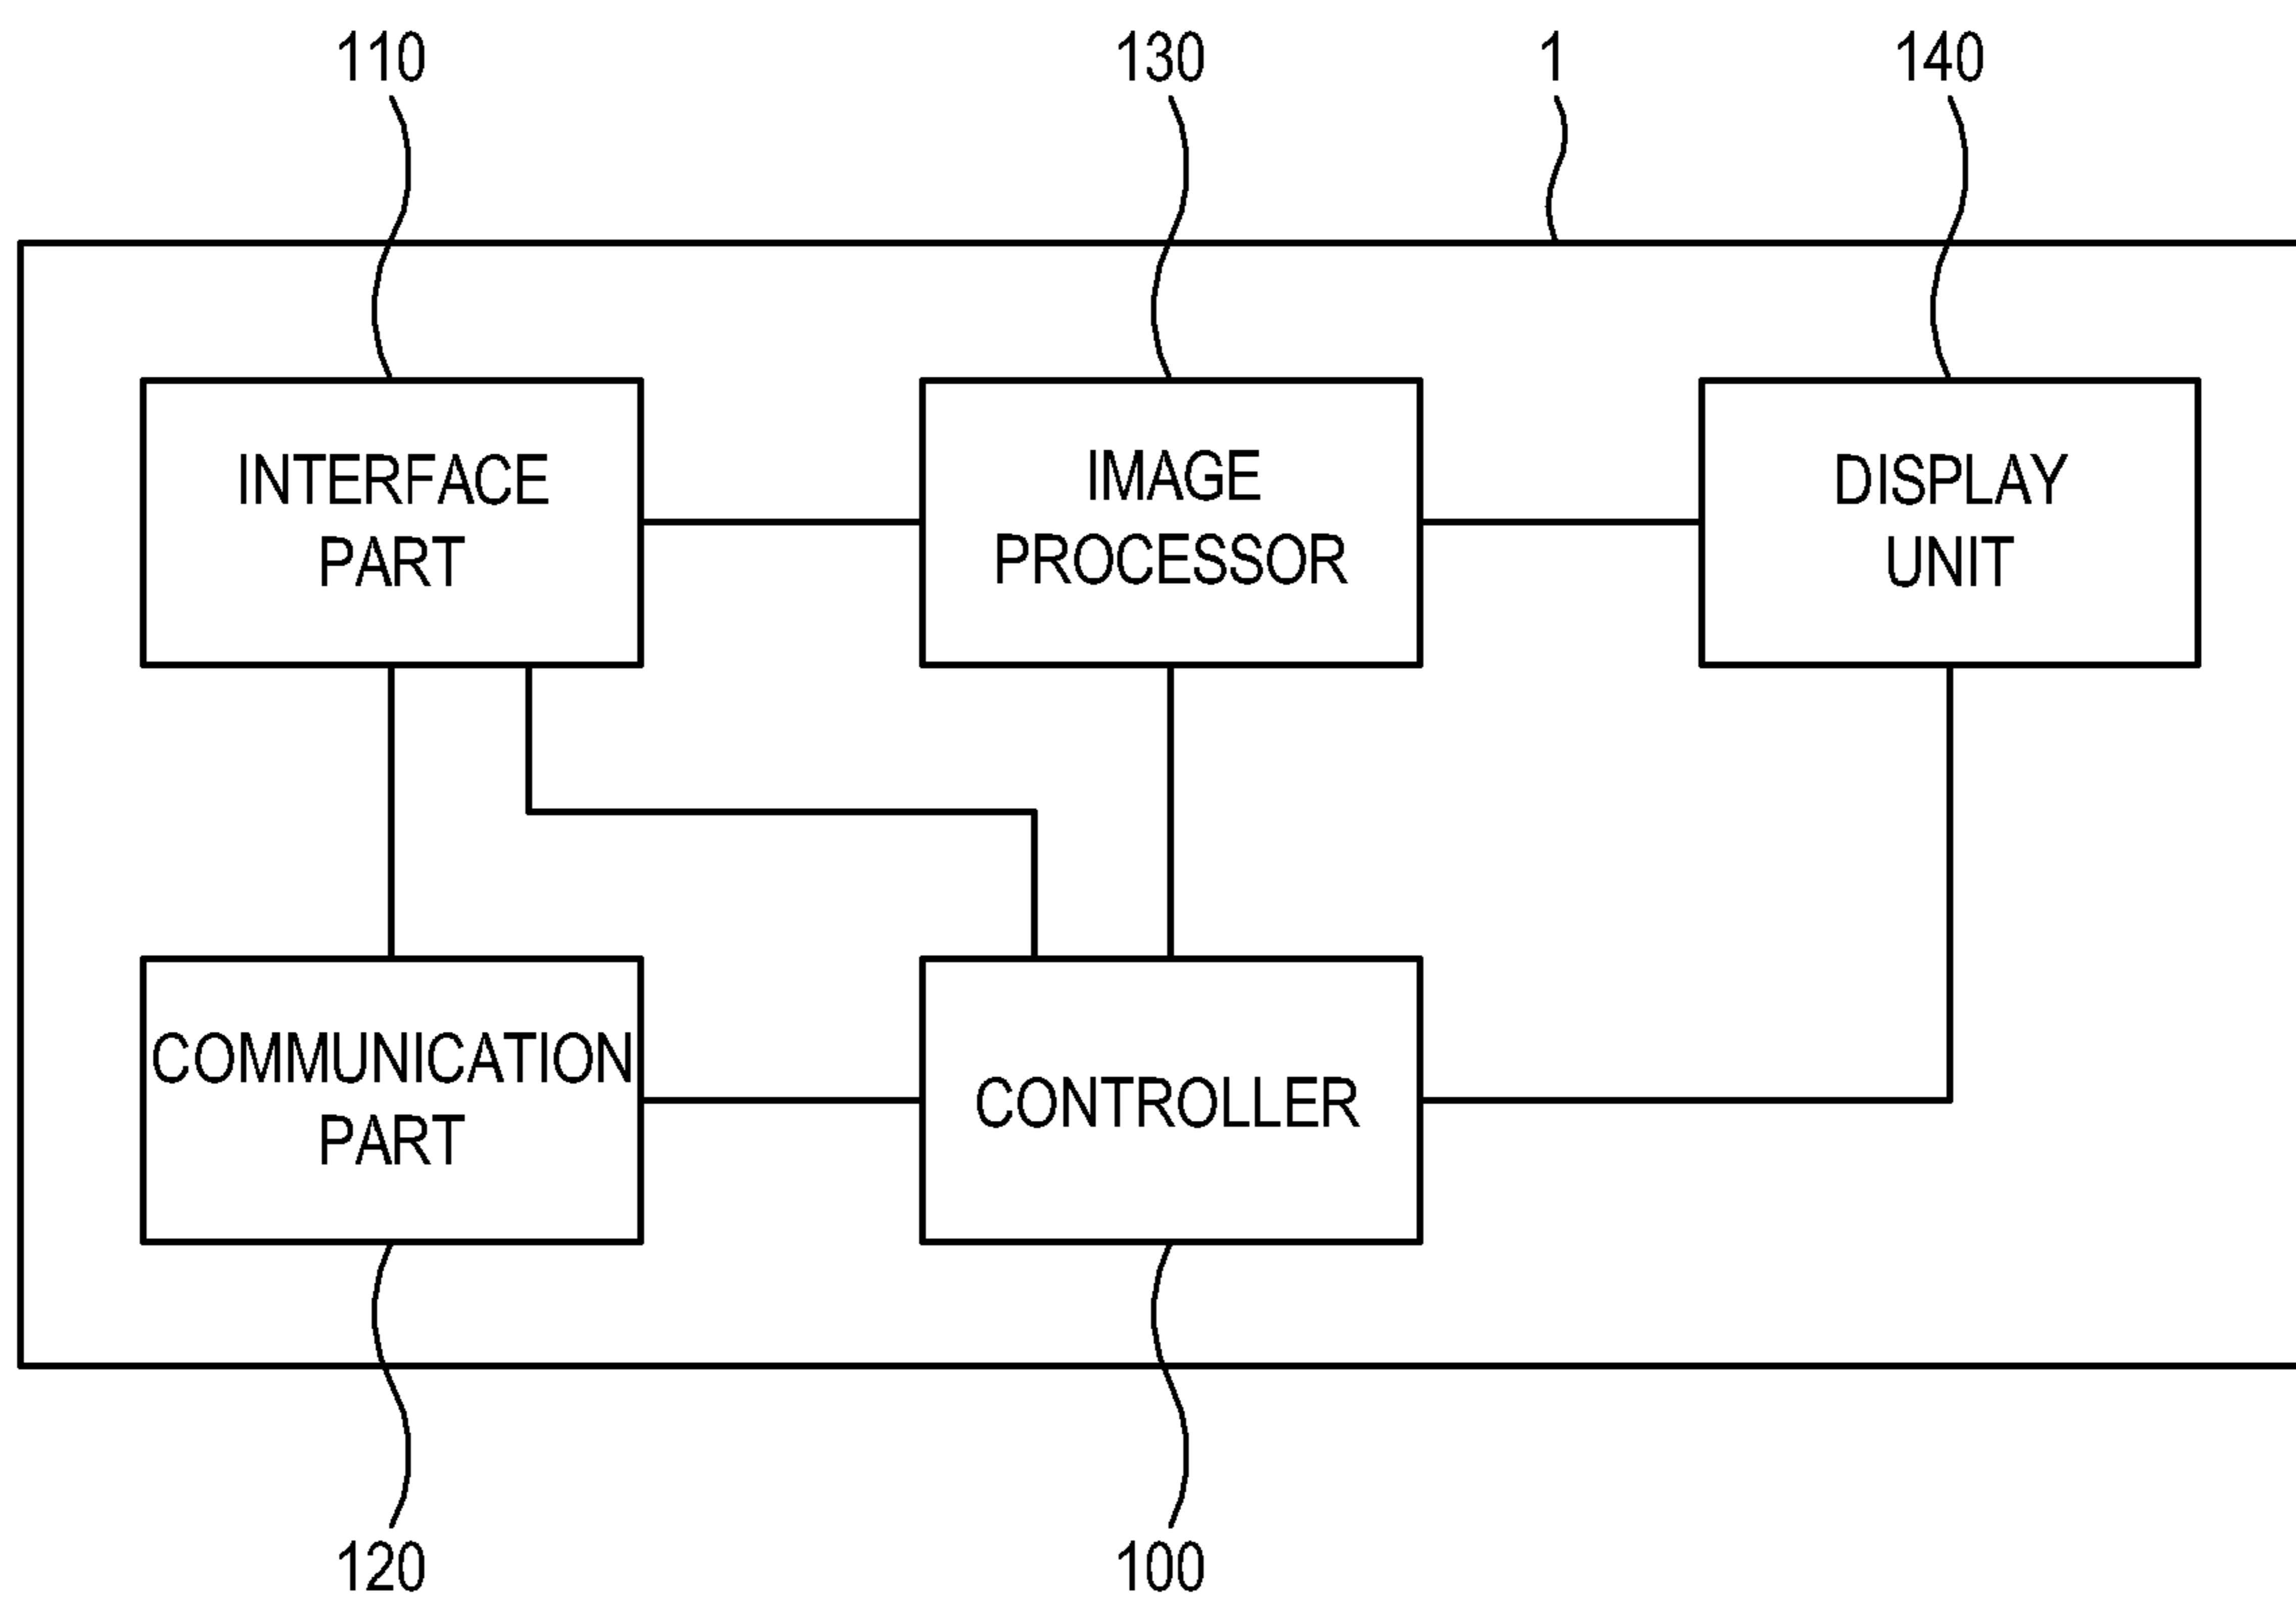 110
130
1
140
INTERFACE
PART
IMAGE
PROCESSOR
DISPLAY
UNIT
COMMUNICATION
PART
CONTROLLER
120
100